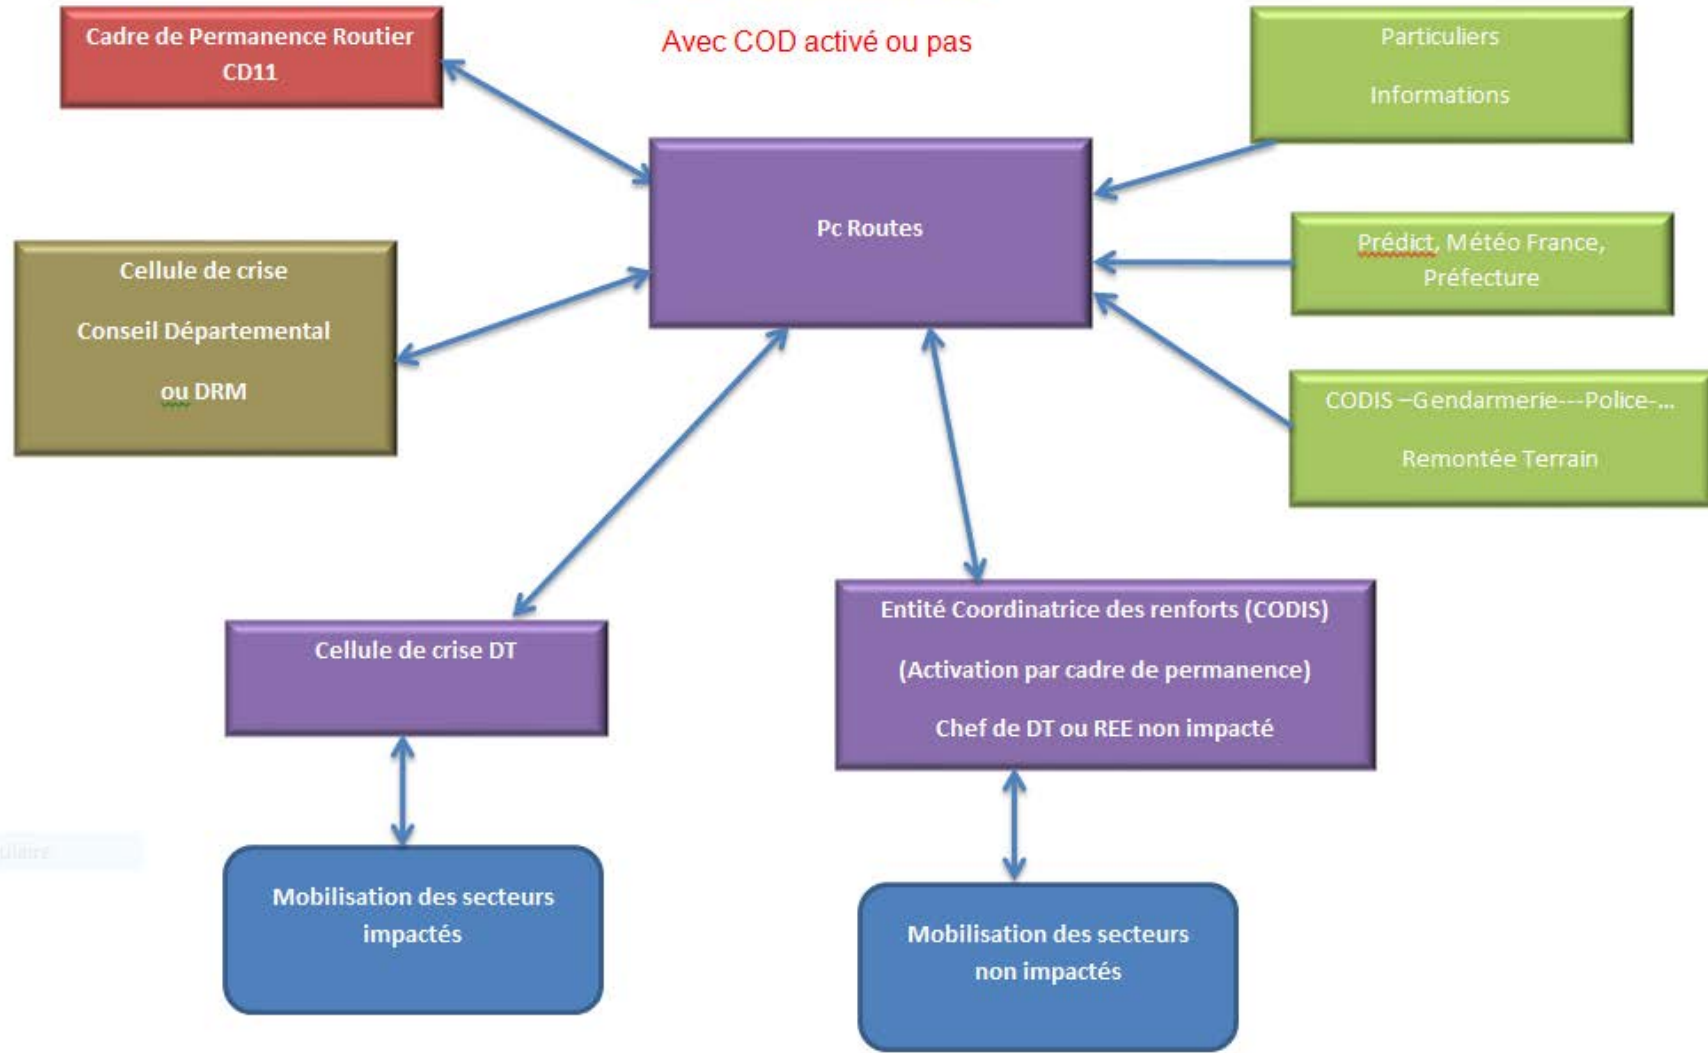 Avec COD activé ou pas
Cadre de Permanence Routier
CD11
Particuliers
Informations
Pc Routes
Prédict, Météo France,
Préfecture
Cellule de crise
Conseil Départemental
ou DRM
CODIS –Gendarmerie---Police-...
Remontée Terrain
Cellule de crise DT
Entité Coordinatrice des renforts (CODIS)
(Activation par cadre de permanence)
Chef de DT ou REE non impacté
Mobilisation des secteurs
impactés
Mobilisation des secteurs
non impactés